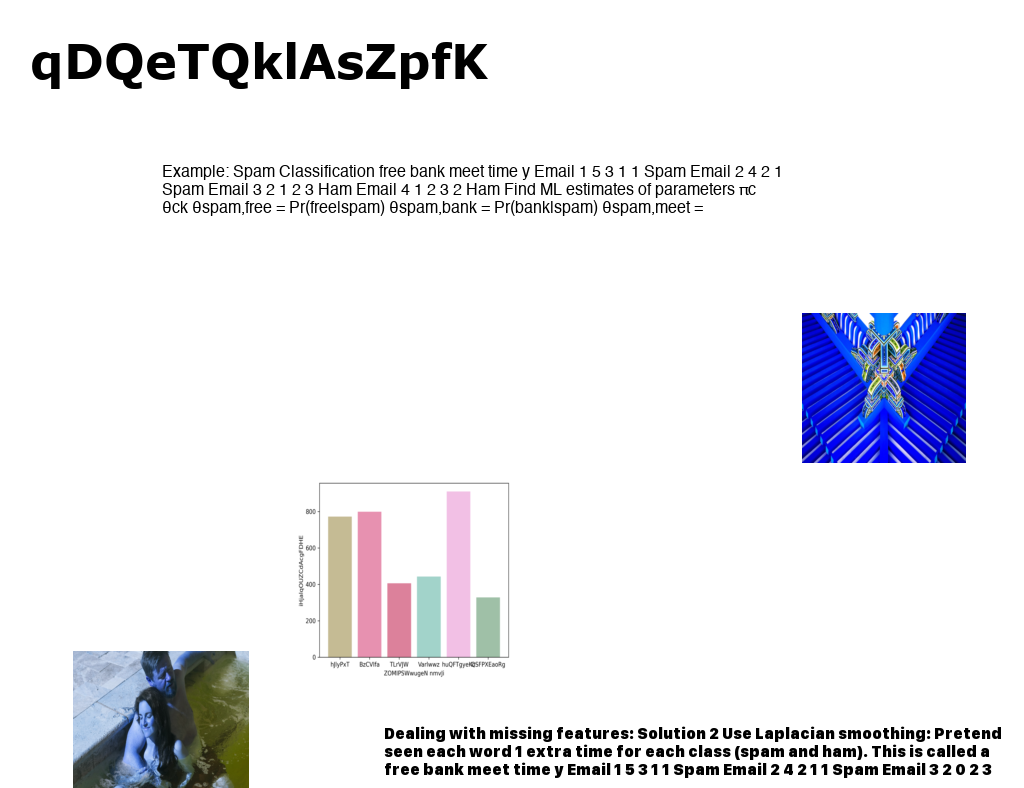 qDQeTQklAsZpfK
Example: Spam Classification free bank meet time y Email 1 5 3 1 1 Spam Email 2 4 2 1
Spam Email 3 2 1 2 3 Ham Email 4 1 2 3 2 Ham Find ML estimates of parameters πc
θck θspam,free = Pr(free|spam) θspam,bank = Pr(bank|spam) θspam,meet =
800
600
400
200
0
hJlyPxT BzCVlfa TLrVJW Varlwwz
Dealing with missing features: Solution 2 Use Laplacian smoothing: Pretend
seen each word 1 extra time for each class (spam and ham). This is called a
free bank meet time y Email 1 5 3 1 1 Spam Email 2 4 2 1 1 Spam Email 3 2 0 2 3